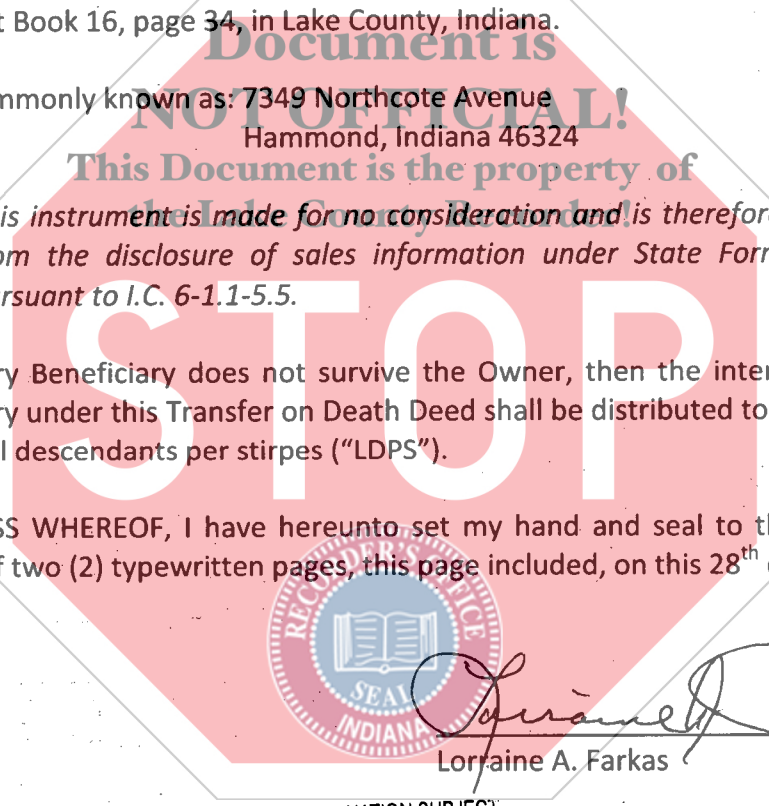 t Book 16, page 34, in Lake County, Indiana.
Document is
mmonly known as: 7349 Northcote Avenue
NOT OFFICIAL!
Hammond, Indiana 46324
This Document is the property of
is instrument is made for no consideration and is therefor
the Lake County Recorder!
om the disclosure of sales information under State For
rsuant to I.C. 6-1.1-5.5.
STOP
ry Beneficiary does not survive the Owner, then the inter
ry under this Transfer on Death Deed shall be distributed to
l descendants per stirpes (“LDPS”).
SS WHEREOF, I have hereunto set my hand and seal to th
f two (2) typewritten pages, this page included, on this 28th
RECORDER'S OFFICE
SEAL
INDIANA
Lorraine A. Farkas